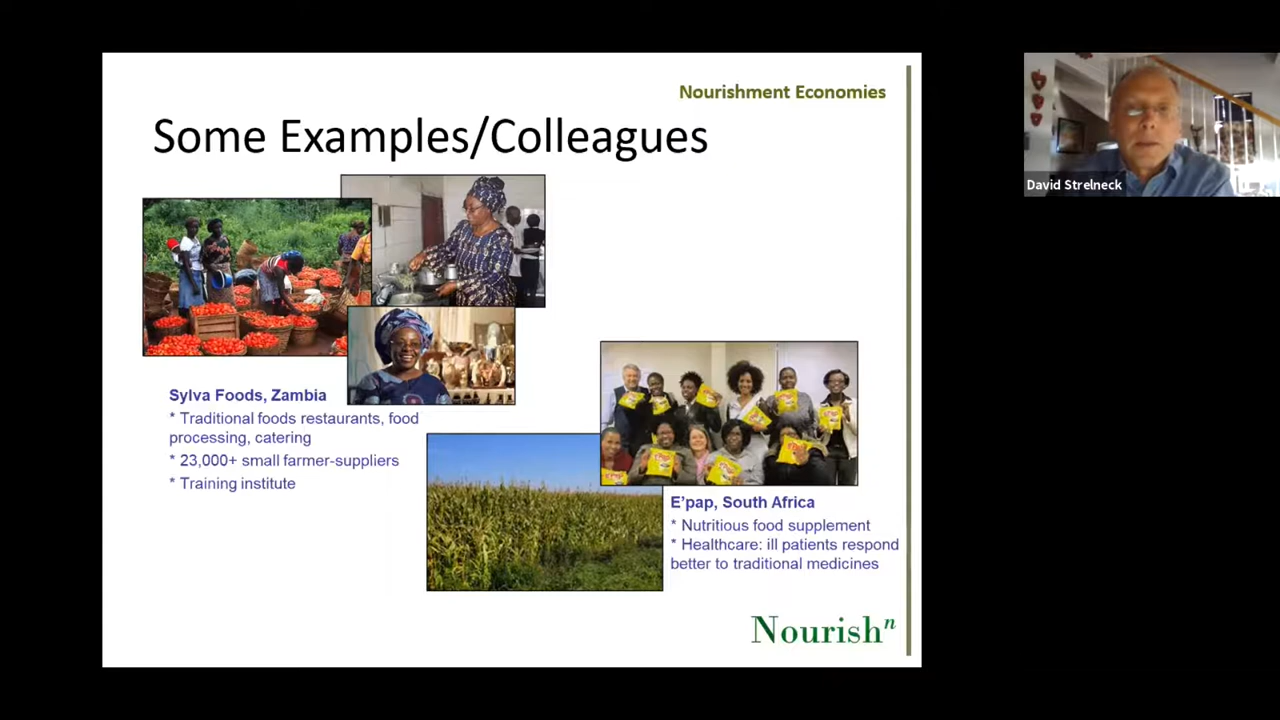 Nourishment Economies
Some Examples/Colleagues
Sylva Foods, Zambia
* Traditional foods restaurants, food
processing, catering
* 23,000+ small farmer-suppliers
* Training institute
E'pap, South Africa
* Nutritious food supplement
* Healthcare: ill patients respond
better to traditional medicines
Nourishⁿ
David Strelneck